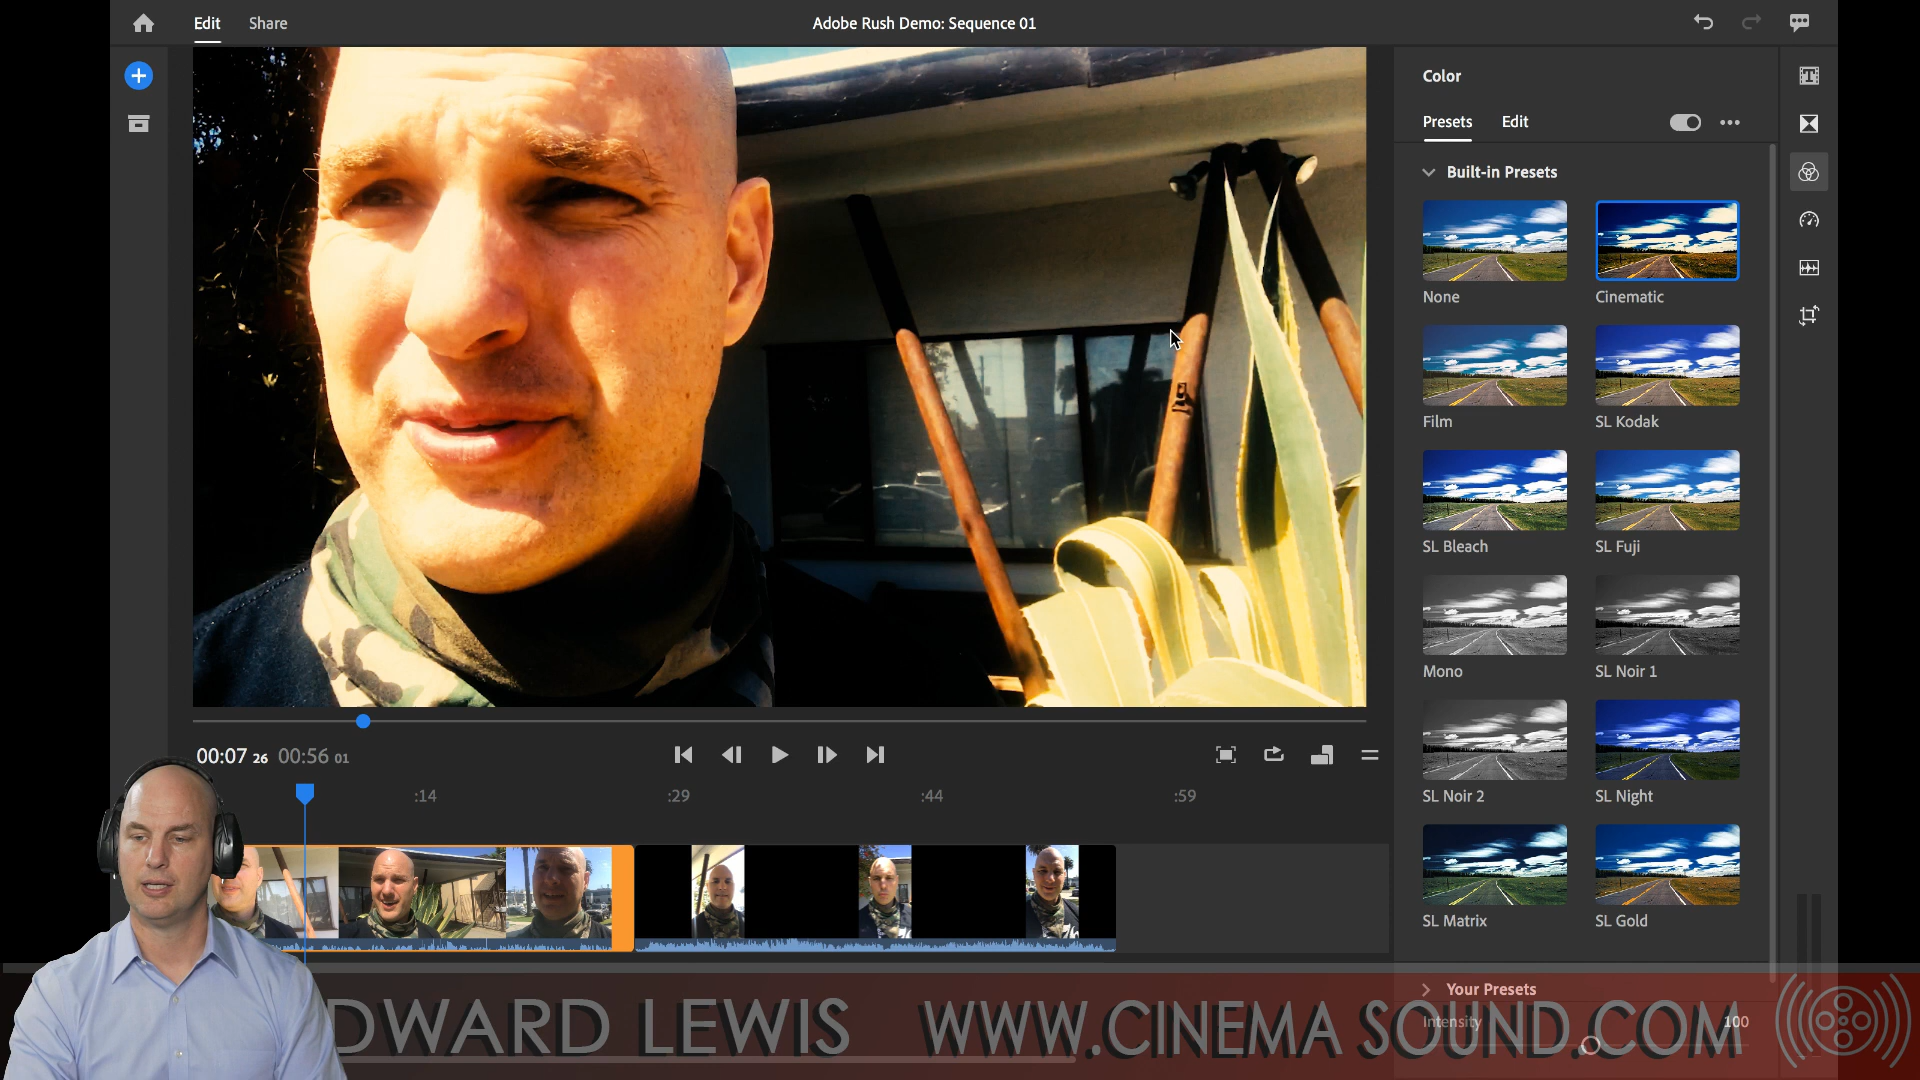 Edit Share Adobe Rush Demo: Sequence 01
Color
Presets Edit
Built-in Presets
None Cinematic
Film SL Kodak
SL Bleach SL Fuji
Mono SL Noir 1
SL Noir 2 SL Night
SL Matrix SL Gold
00:07 26 00:56 01
:14 :29 :44 :59
Your Presets
Intensity 100
DWARD LEWIS WWW.CINEMA SOUND.COM